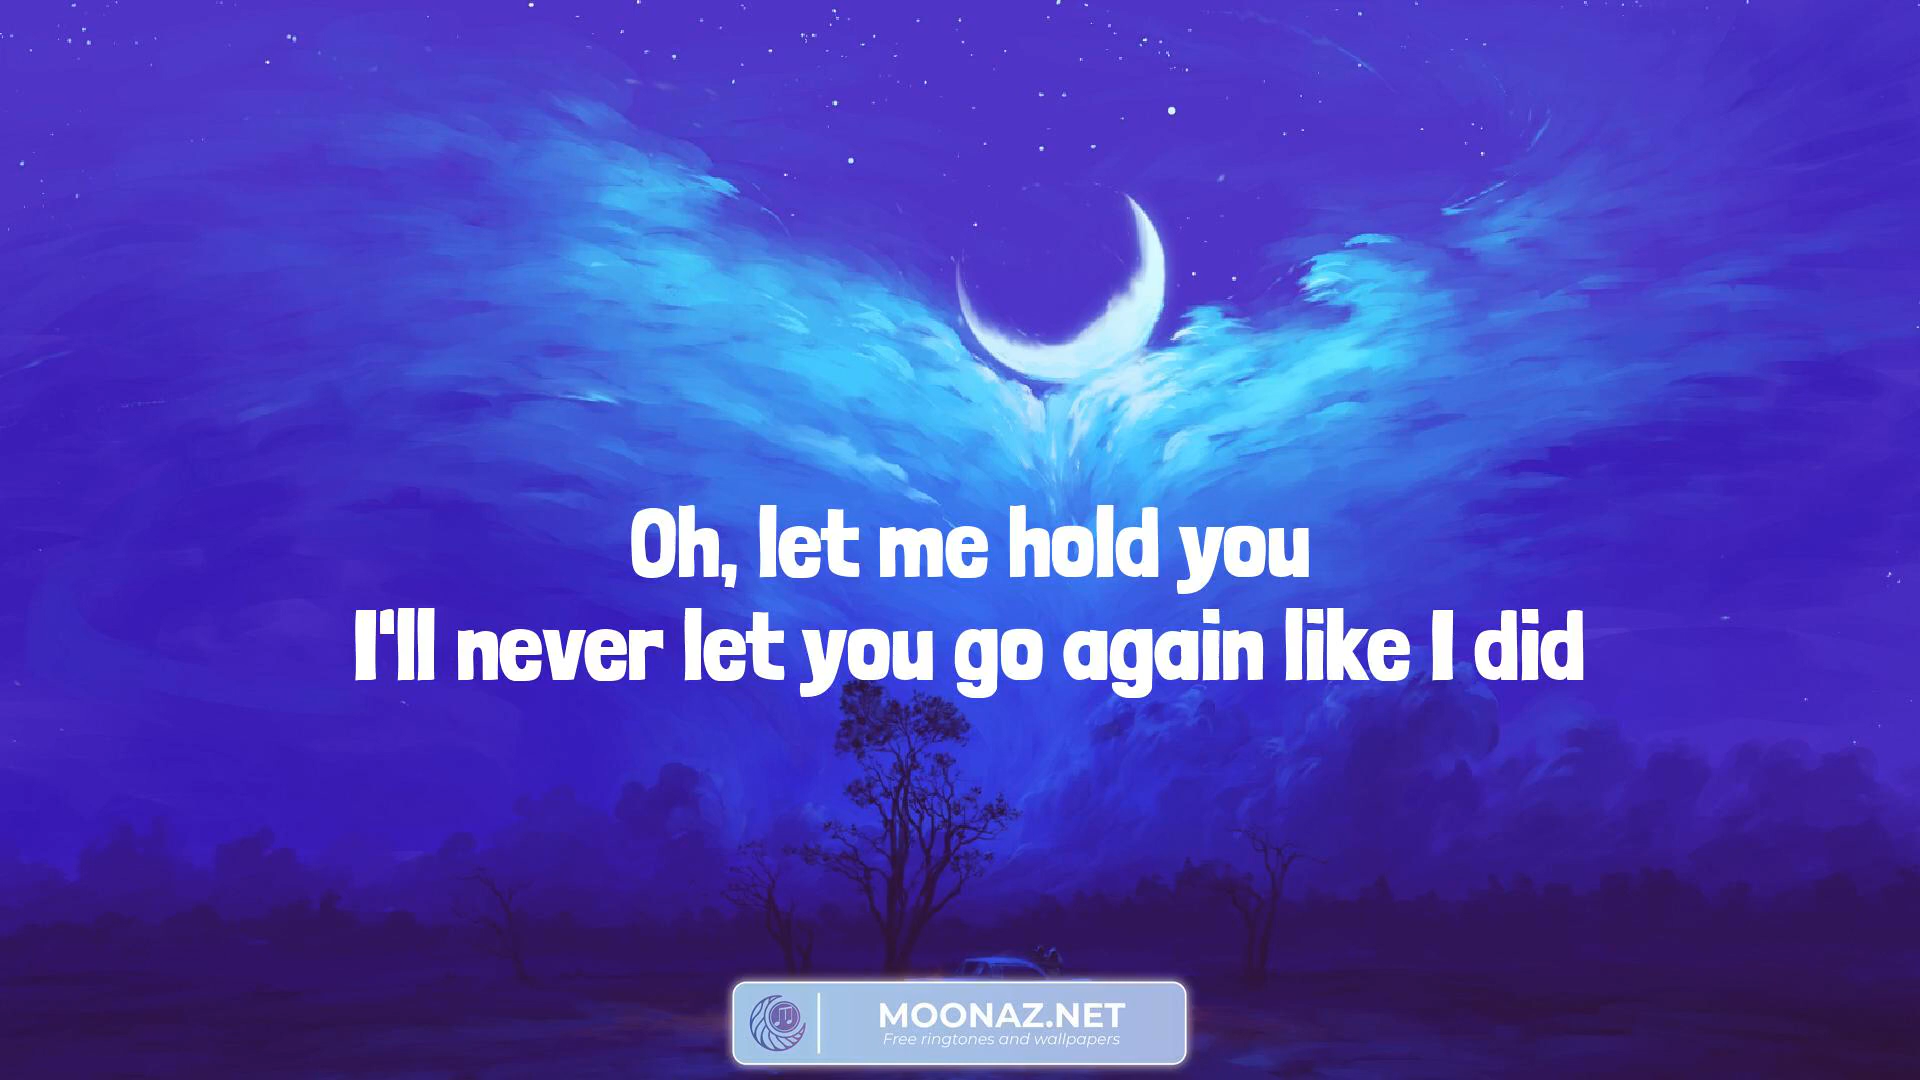 Oh, let me hold you
I'll never let you go again like I did
MOONAZ.NET
Free ringtones and wallpapers